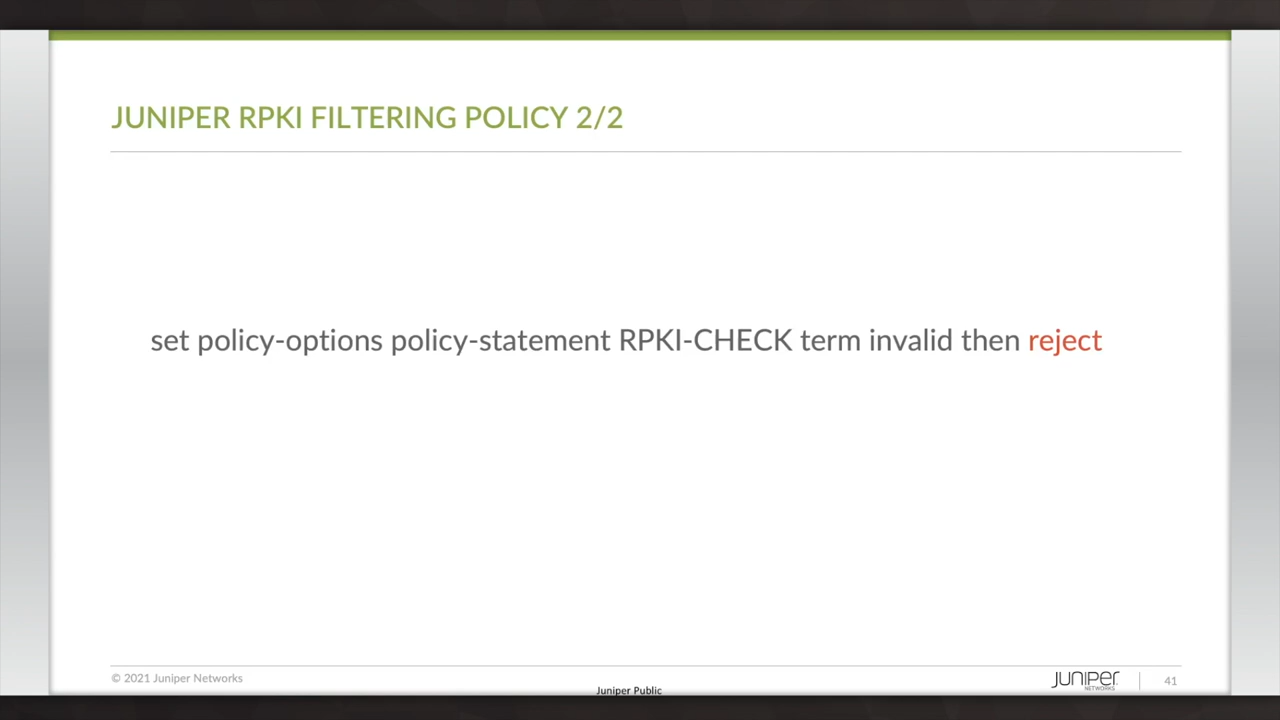 JUNIPER RPKI FILTERING POLICY 2/2
set policy-options policy-statement RPKI-CHECK term invalid then reject
© 2021 Juniper Networks
Juniper Public
JUNIPER
NETWORKS
41